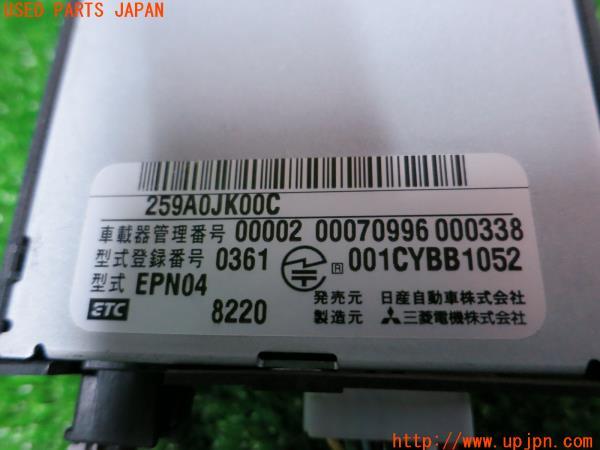 USED PARTS JAPAN
259A0JK00C
車載器管理番号 00002 00070996 000338
型式登録番号 0361 R 001CYBB1052
型式 EPN04
ETC 8220
発売元 日産自動車株式会社
製造元 三菱電機株式会社
http://www.upjpn.com/